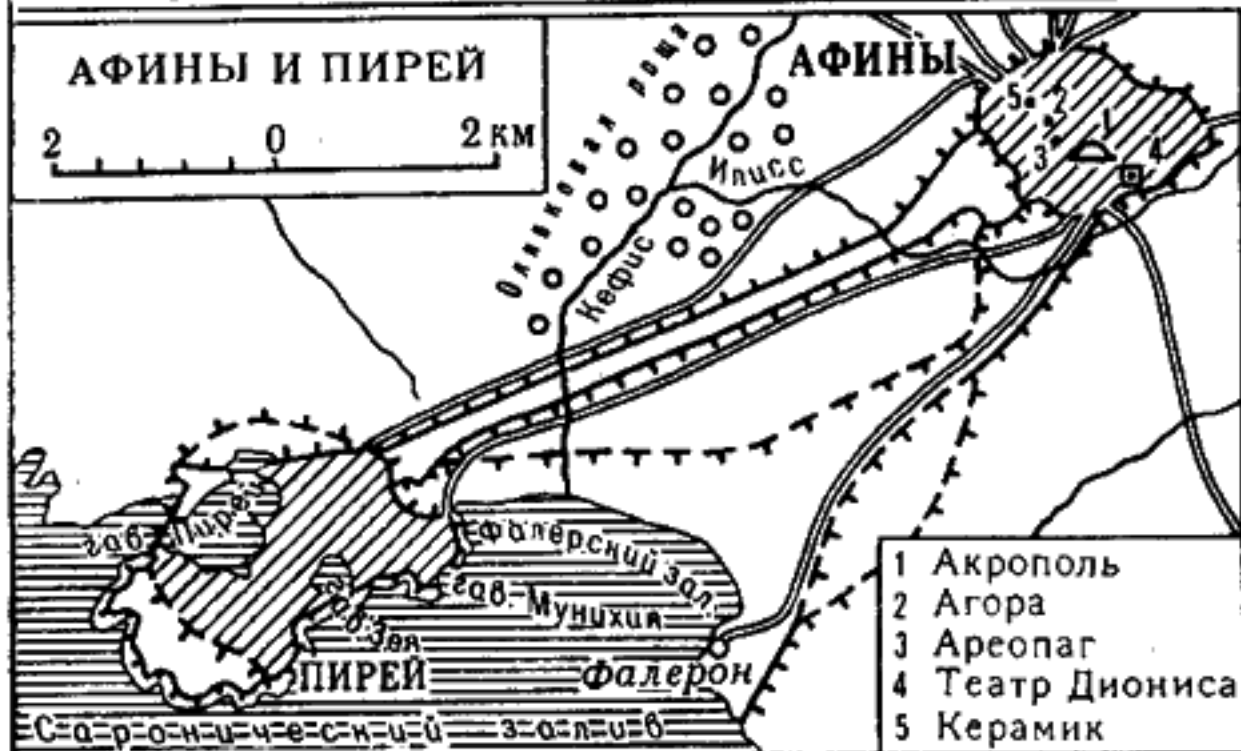 АФИНЫ И ПИРЕЙ
2 0 2 км
Оливковая роща
АФИНЫ
5
2
1
3
4
Илисс
Кефис
гав. Пирей
Фалерский зал.
гав. Мунихия
гав. Зея
ПИРЕЙ
Фалерон
Саронический залив
1 Акрополь
2 Агора
3 Ареопаг
4 Театр Диониса
5 Керамик